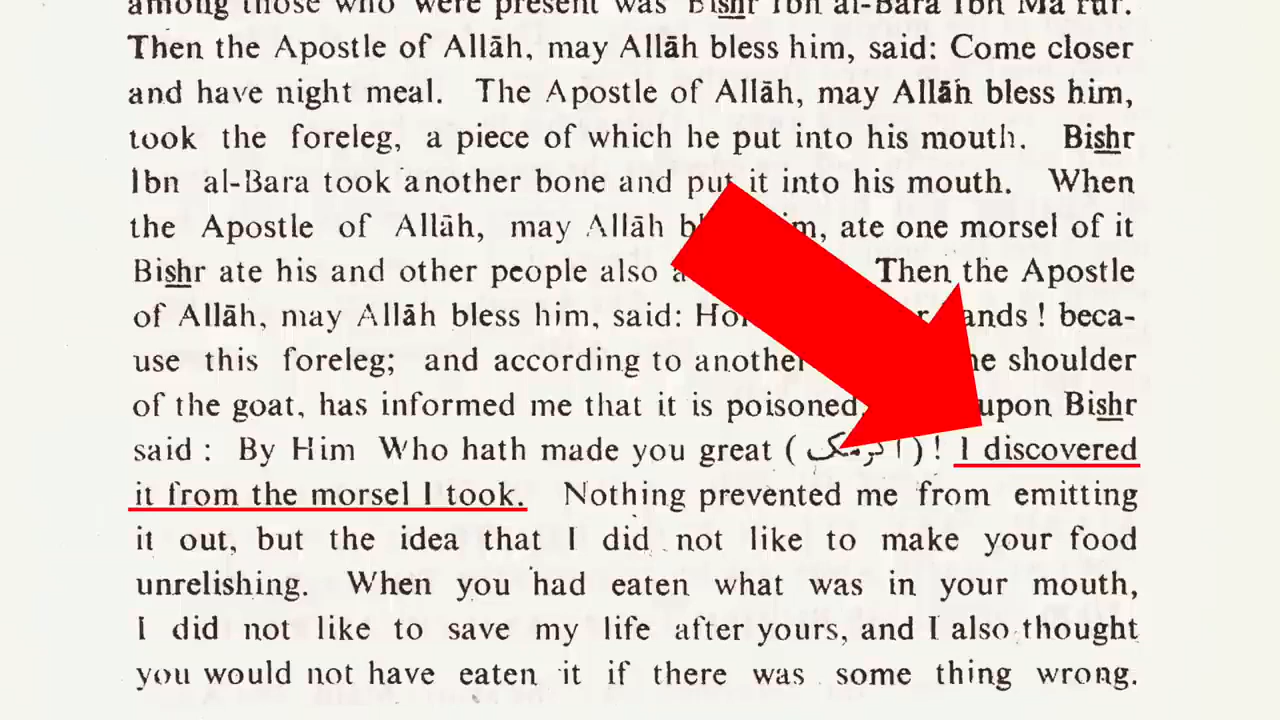 among those who were present was Bishr Ibn al-Bara Ibn Ma'rur.
Then the Apostle of Allāh, may Allāh bless him, said: Come closer
and have night meal. The Apostle of Allāh, may Allāh bless him,
took the foreleg, a piece of which he put into his mouth. Bishr
Ibn al-Bara took another bone and put it into his mouth. When
the Apostle of Allāh, may Allāh him, ate one morsel of it
Bishr ate his and other people also Then the Apostle
of Allāh, may Allāh bless him, said: ands ! beca-
use this foreleg; and according to another shoulder
of the goat, has informed me that it is poisoned, upon Bishr
said : By Him Who hath made you great ( اكرمک ) ! I discovered
it from the morsel I took. Nothing prevented me from emitting
it out, but the idea that I did not like to make your food
unrelishing. When you had eaten what was in your mouth,
I did not like to save my life after yours, and I also thought
you would not have eaten it if there was some thing wrong.